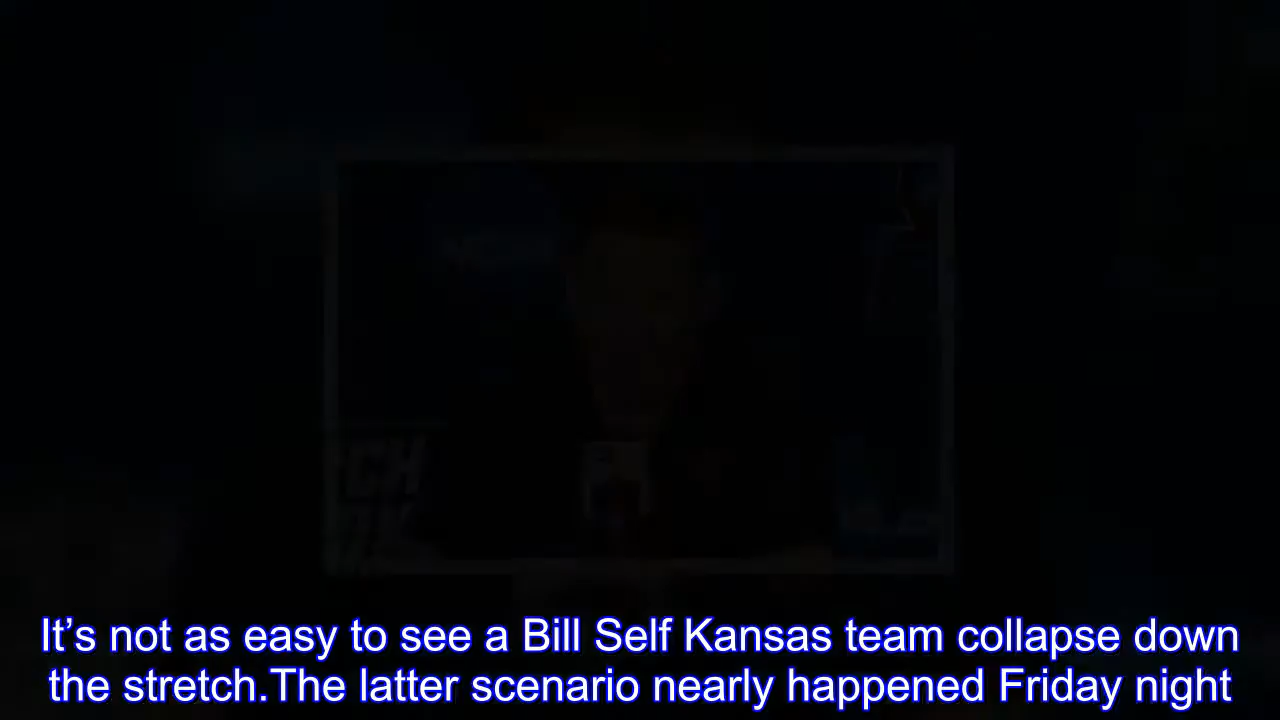 It’s not as easy to see a Bill Self Kansas team collapse down
the stretch.The latter scenario nearly happened Friday night